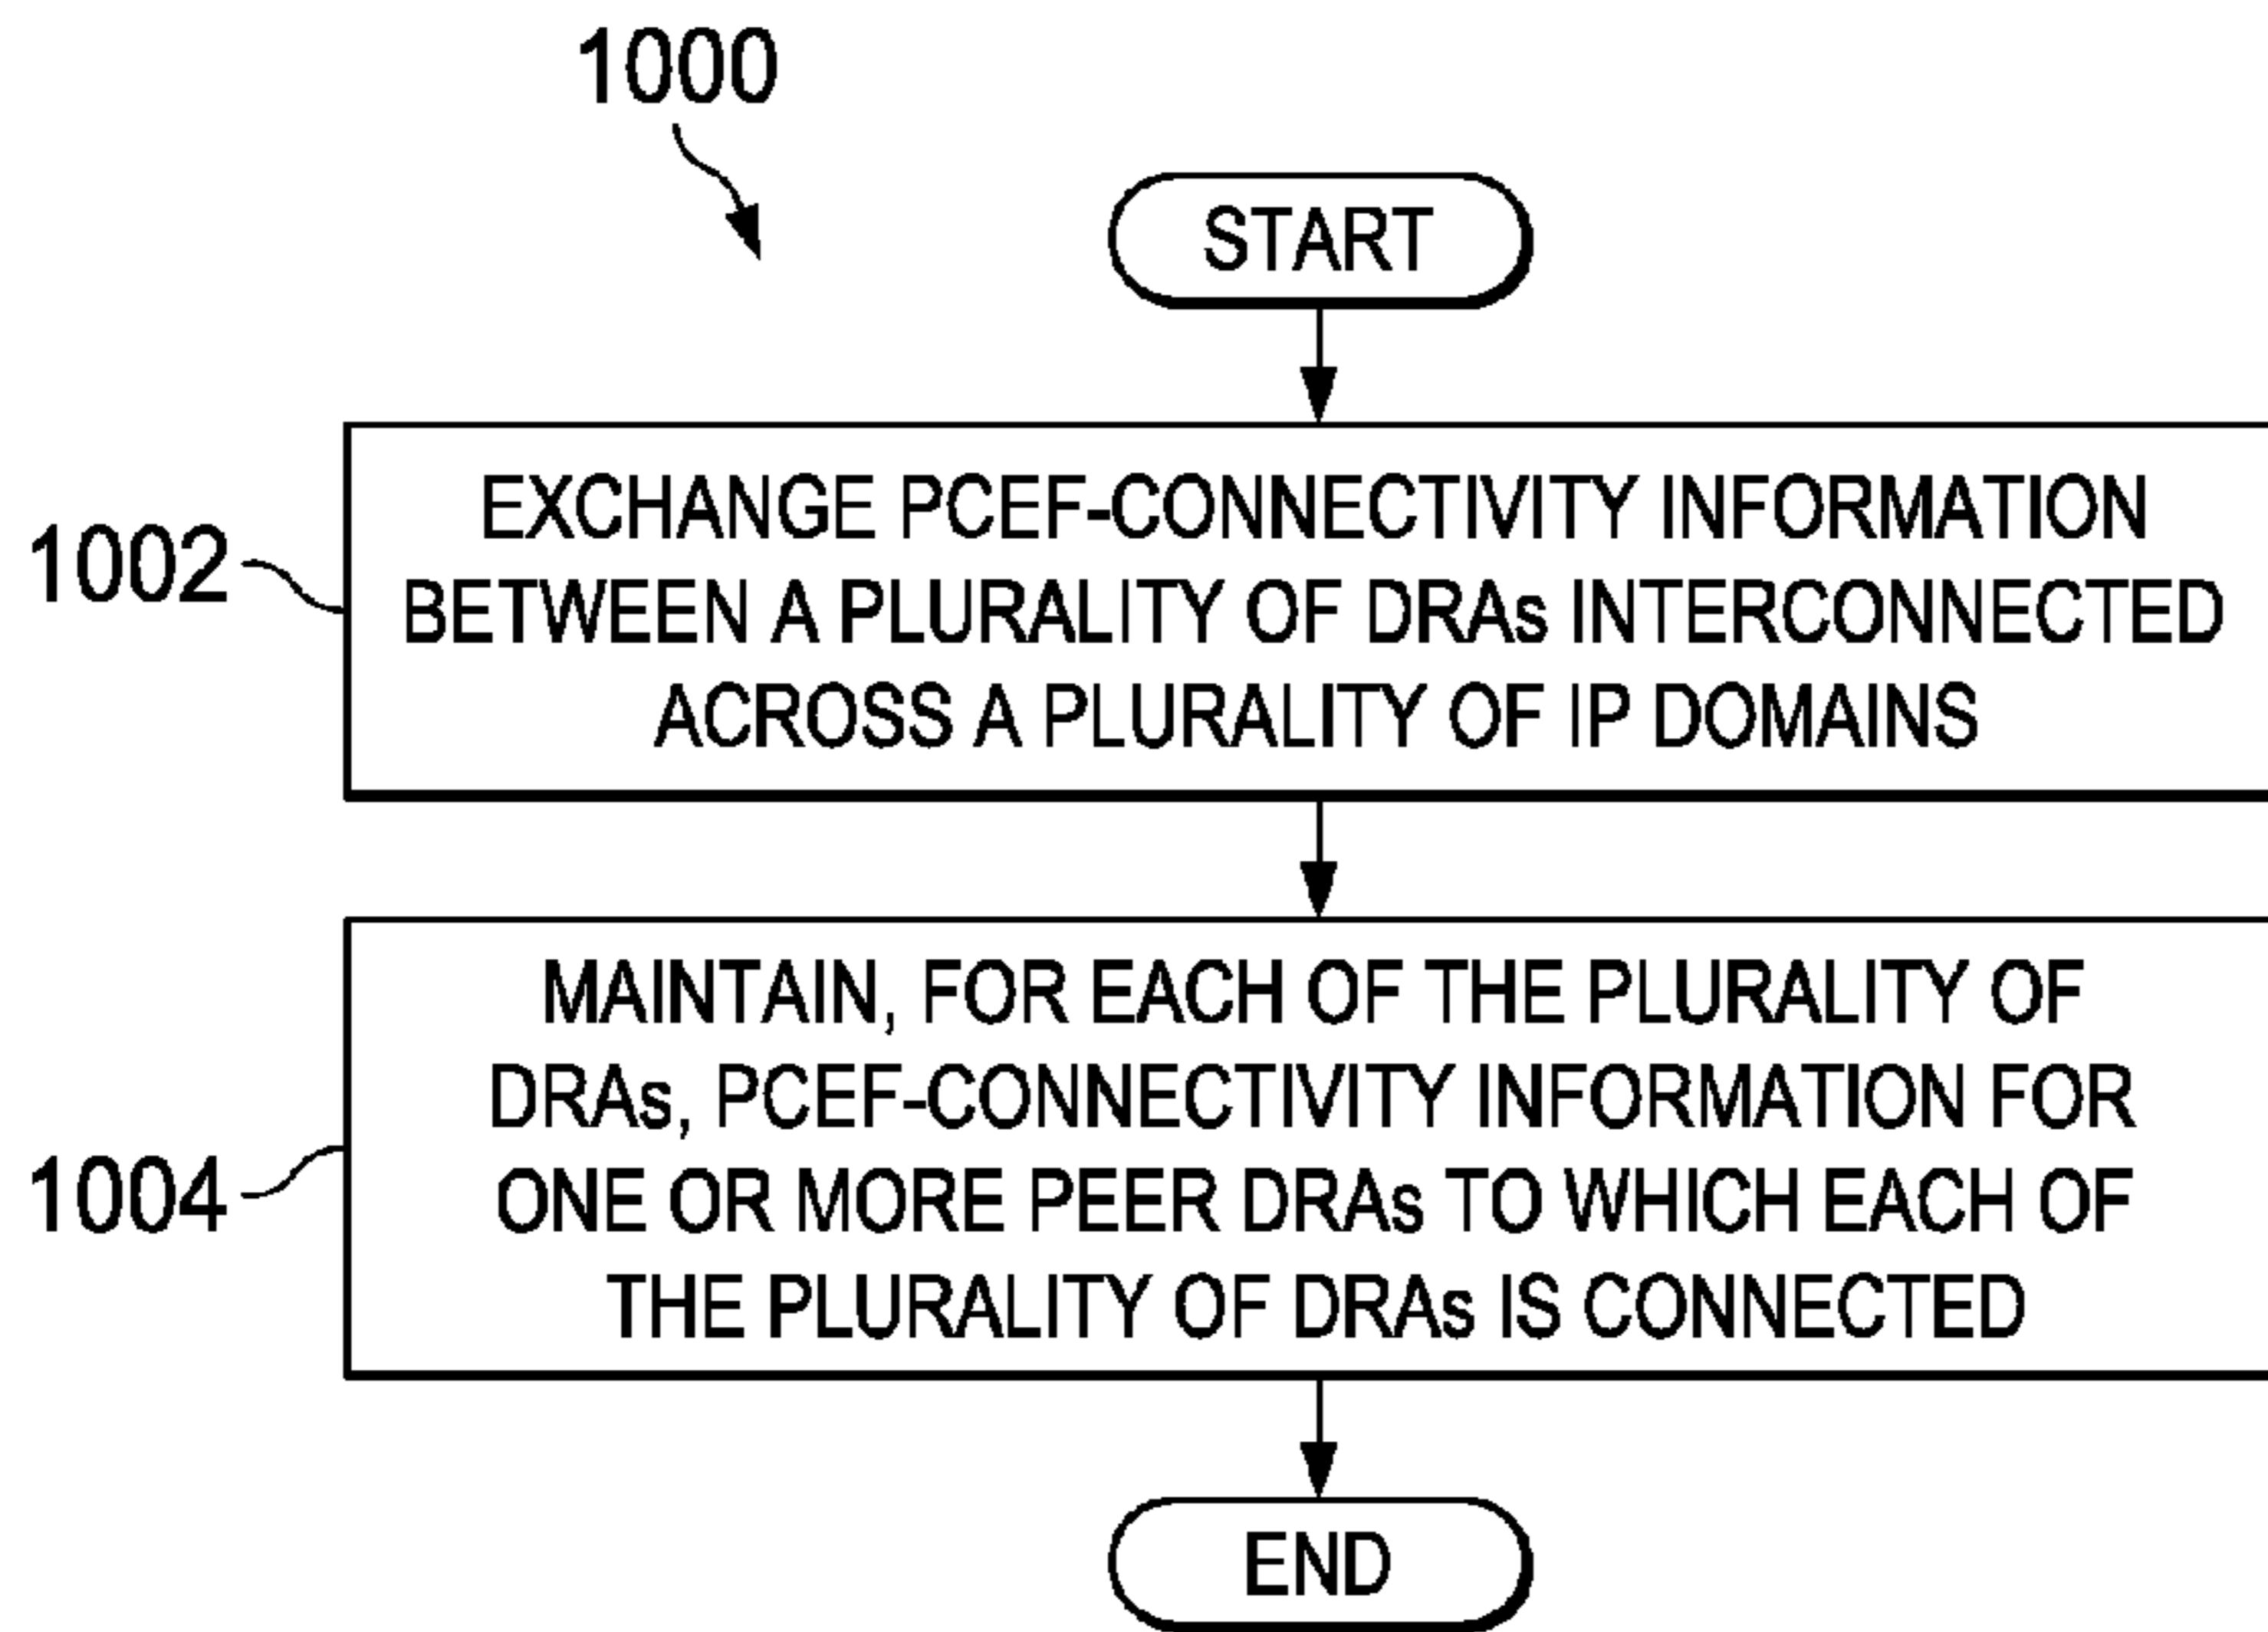 1000
START
1002
EXCHANGE PCEF-CONNECTIVITY INFORMATION
BETWEEN A PLURALITY OF DRAs INTERCONNECTED
ACROSS A PLURALITY OF IP DOMAINS
1004
MAINTAIN, FOR EACH OF THE PLURALITY OF
DRAs, PCEF-CONNECTIVITY INFORMATION FOR
ONE OR MORE PEER DRAs TO WHICH EACH OF
THE PLURALITY OF DRAs IS CONNECTED
END